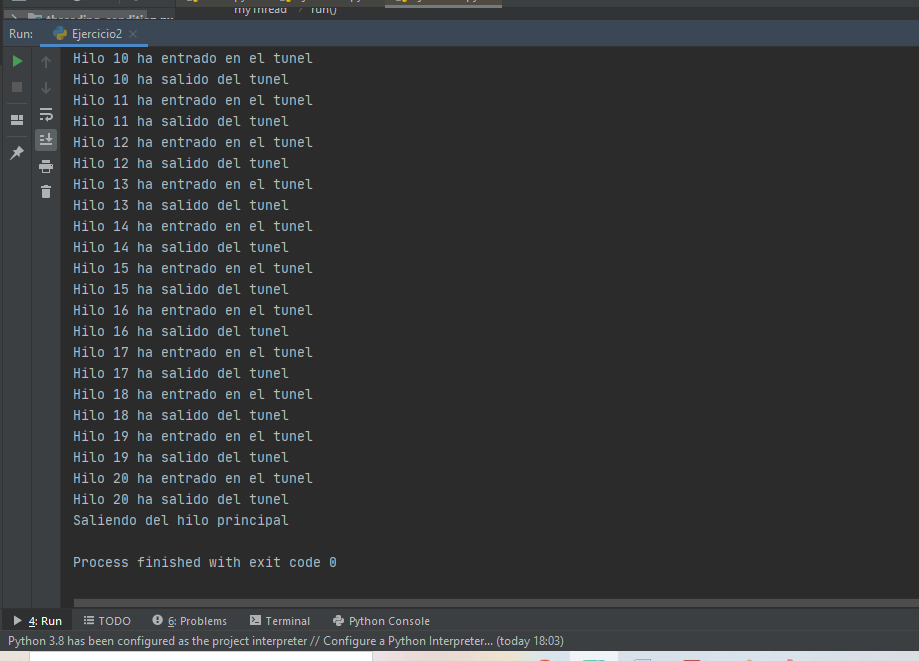 myThread › run()
Run: Ejercicio2
Hilo 10 ha entrado en el tunel
Hilo 10 ha salido del tunel
Hilo 11 ha entrado en el tunel
Hilo 11 ha salido del tunel
Hilo 12 ha entrado en el tunel
Hilo 12 ha salido del tunel
Hilo 13 ha entrado en el tunel
Hilo 13 ha salido del tunel
Hilo 14 ha entrado en el tunel
Hilo 14 ha salido del tunel
Hilo 15 ha entrado en el tunel
Hilo 15 ha salido del tunel
Hilo 16 ha entrado en el tunel
Hilo 16 ha salido del tunel
Hilo 17 ha entrado en el tunel
Hilo 17 ha salido del tunel
Hilo 18 ha entrado en el tunel
Hilo 18 ha salido del tunel
Hilo 19 ha entrado en el tunel
Hilo 19 ha salido del tunel
Hilo 20 ha entrado en el tunel
Hilo 20 ha salido del tunel
Saliendo del hilo principal
Process finished with exit code 0
4: Run TODO 6: Problems Terminal Python Console
Python 3.8 has been configured as the project interpreter // Configure a Python Interpreter... (today 18:03)